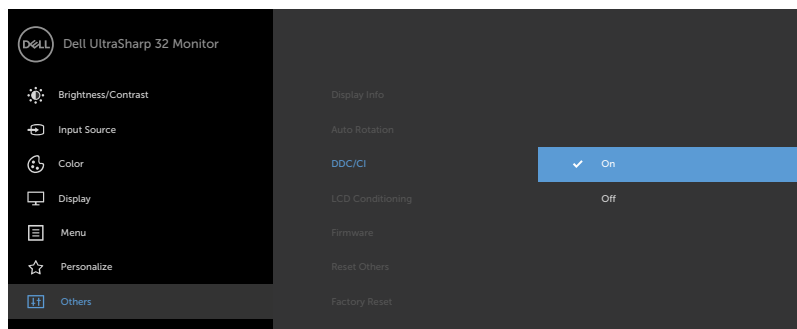 DELL Dell UltraSharp 32 Monitor
Brightness/Contrast
Input Source
Color
Display
Menu
Personalize
Others
Display Info
Auto Rotation
DDC/CI
LCD Conditioning
Firmware
Reset Others
Factory Reset
On
Off